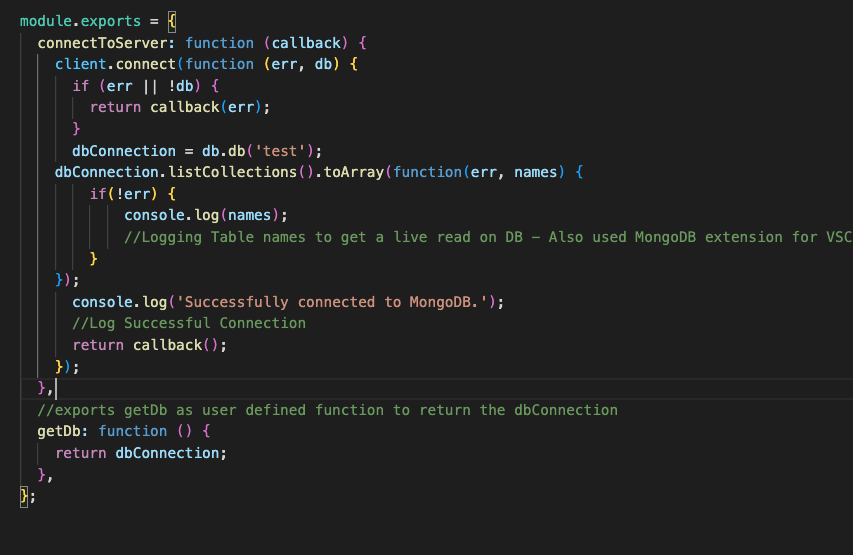 module.exports = {
  connectToServer: function (callback) {
    client.connect(function (err, db) {
      if (err || !db) {
        return callback(err);
      }
      dbConnection = db.db('test');
    dbConnection.listCollections().toArray(function(err, names) {
        if(!err) {
            console.log(names);
            //Logging Table names to get a live read on DB – Also used MongoDB extension for VSC
        }
    });
      console.log('Successfully connected to MongoDB.');
      //Log Successful Connection
      return callback();
    });
  },
  //exports getDb as user defined function to return the dbConnection
  getDb: function () {
    return dbConnection;
  },
};